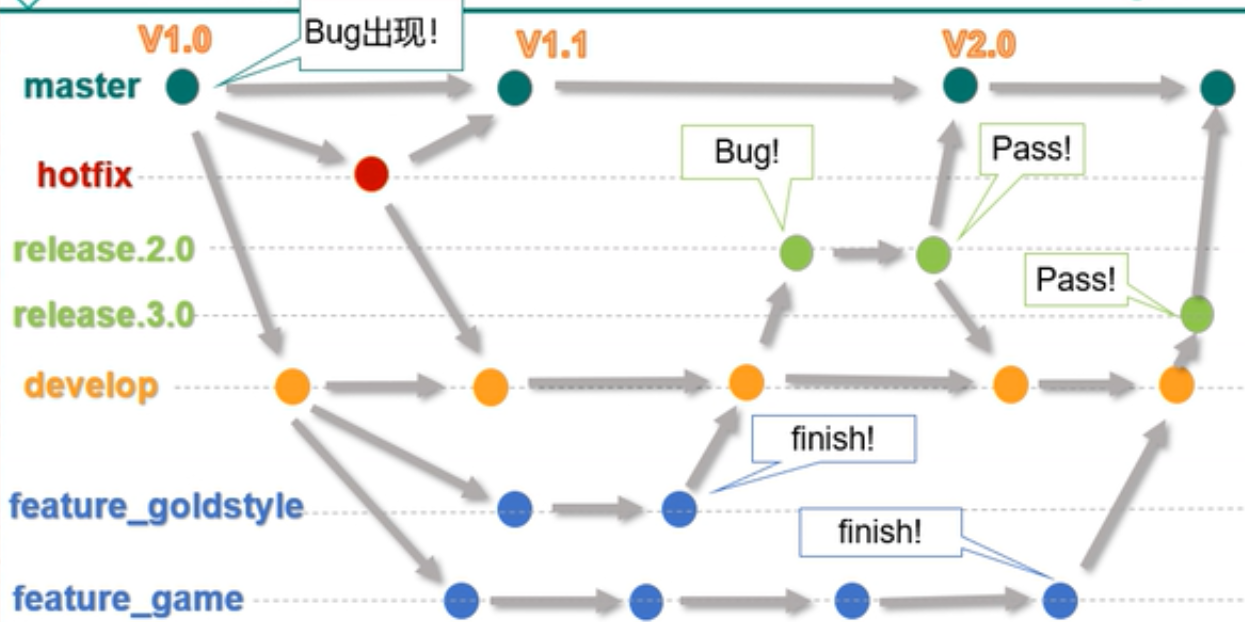 V1.0
Bug出现!
V1.1
V2.0
master
Bug!
Pass!
hotfix
release.2.0
Pass!
release.3.0
develop
finish!
feature_goldstyle
finish!
feature_game